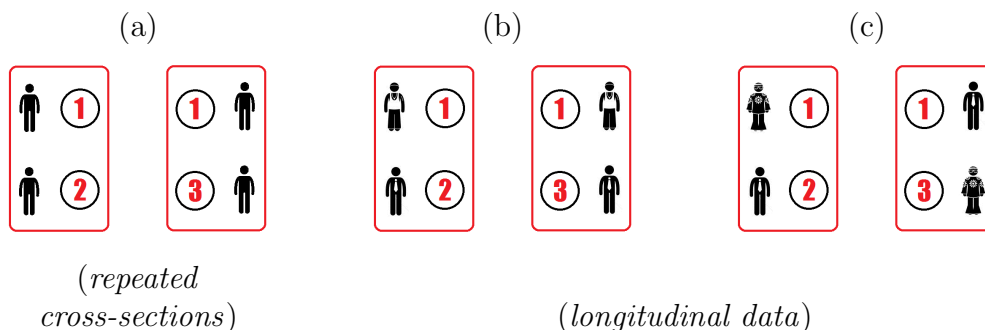 (a) (b) (c)
1 1 1 1 1 1
2 3 2 3 2 3
(repeated
cross-sections) (longitudinal data)